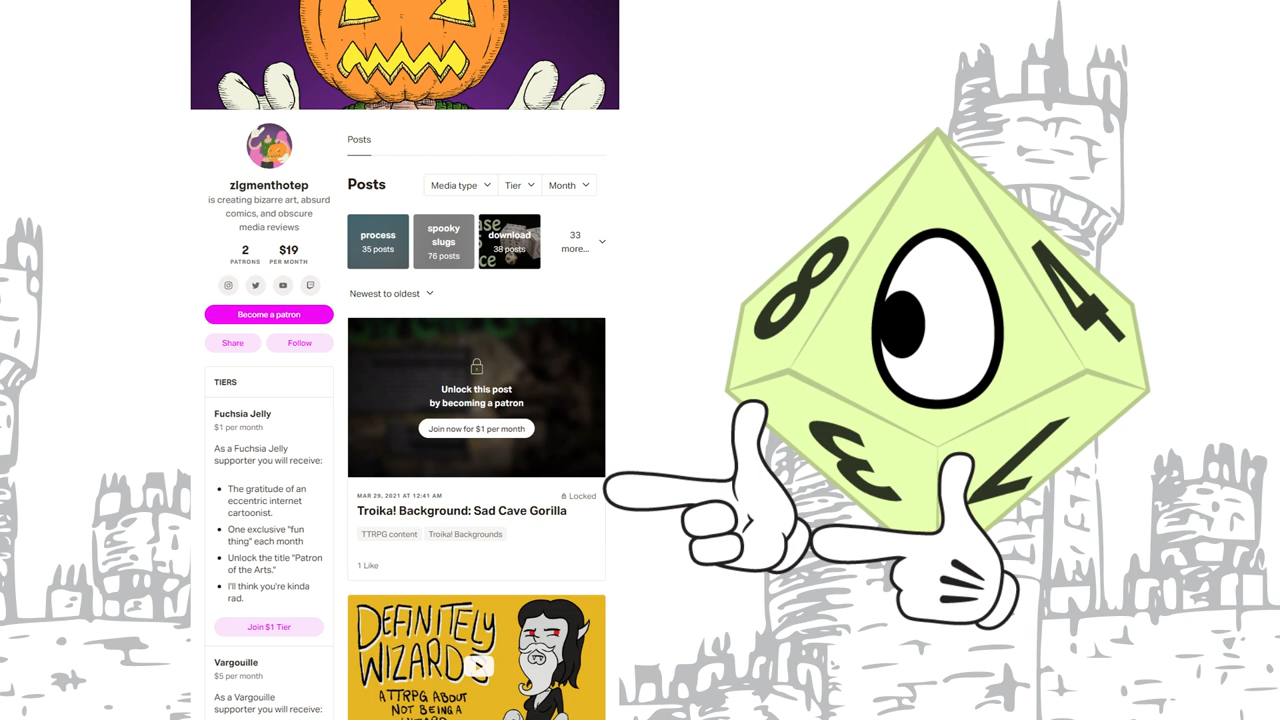 Posts
zigmenthotep
is creating bizarre art, absurd
comics, and obscure
media reviews
2
PATRONS
$19
PER MONTH
Become a patron
Share
Follow
TIERS
Fuchsia Jelly
$1 per month
As a Fuchsia Jelly
supporter you will receive:
The gratitude of an
eccentric internet
cartoonist.
One exclusive "fun
thing" each month
Unlock the title "Patron
of the Arts."
I'll think you're kinda
rad.
Join $1 Tier
Vargouille
$5 per month
As a Vargouille
supporter you will receive:
Posts
Media type
Tier
Month
process
35 posts
spooky
slugs
76 posts
download
38 posts
33
more...
Newest to oldest
Unlock this post
by becoming a patron
Join now for $1 per month
MAR 29, 2021 AT 12:41 AM
Locked
Troika! Background: Sad Cave Gorilla
TTRPG content
Troika! Backgrounds
1 Like
DEFINITELY
WIZARDS
A TTRPG ABOUT
NOT BEING A
8
4
3
7